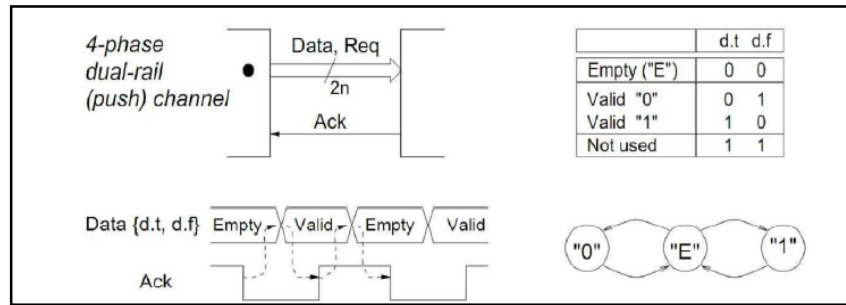 4-phase
dual-rail
(push) channel
Data, Req
2n
Ack
d.t d.f
Empty ("E") 0 0
Valid "0" 0 1
Valid "1" 1 0
Not used 1 1
Data {d.t, d.f} Empty Valid Empty Valid
Ack
"0" "E" "1"